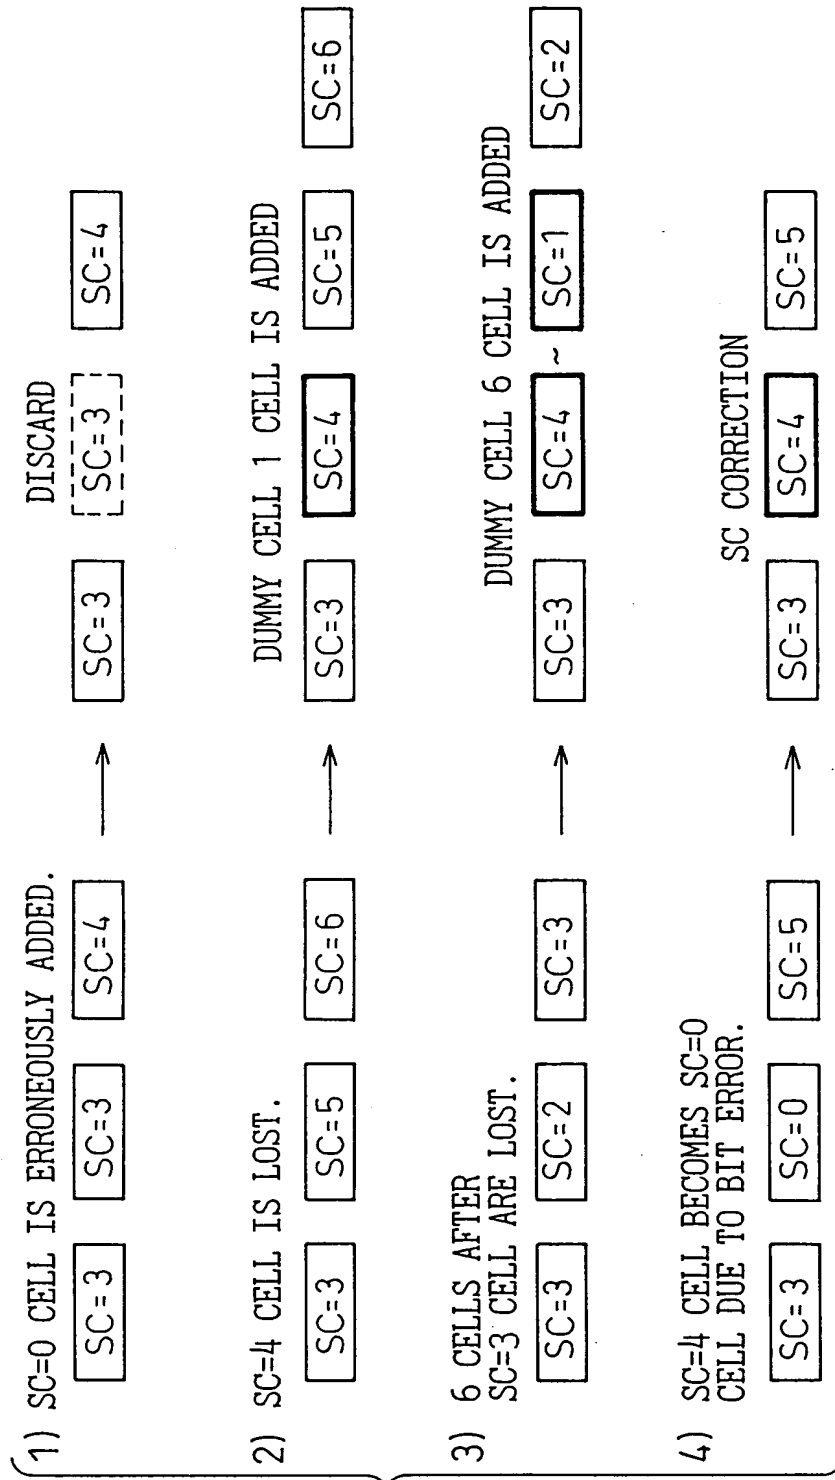 1) SC=0 CELL IS ERRONEOUSLY ADDED.
DISCARD
SC=3 SC=3 SC=4 SC=3 SC=3 SC=4
2) SC=4 CELL IS LOST.
DUMMY CELL 1 CELL IS ADDED
SC=3 SC=5 SC=6 SC=3 SC=4 SC=5 SC=6
3) 6 CELLS AFTER
SC=3 CELL ARE LOST.
DUMMY CELL 6 CELL IS ADDED
SC=3 SC=2 SC=3 SC=3 SC=4 ~ SC=1 SC=2
4) SC=4 CELL BECOMES SC=0
CELL DUE TO BIT ERROR.
SC CORRECTION
SC=3 SC=0 SC=5 SC=3 SC=4 SC=5